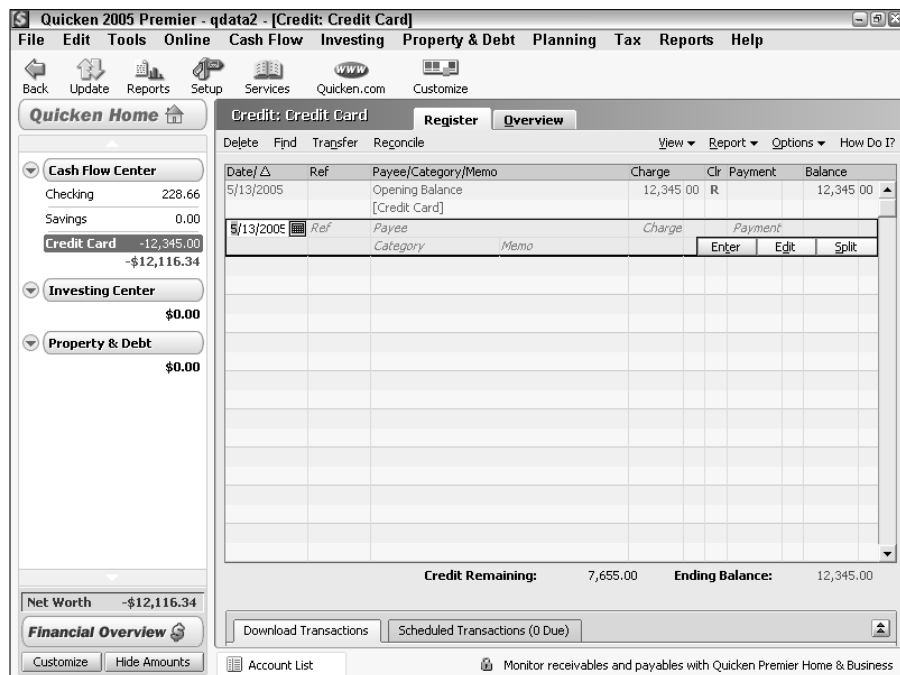 Quicken 2005 Premier - qdata2 - [Credit: Credit Card]
File Edit Tools Online Cash Flow Investing Property & Debt Planning Tax Reports Help
WWW
Back Update Reports Setup Services Quicken.com Customize
Quicken Home
Credit: Credit Card Register Overview
Delete Find Transfer Reconcile View Report Options How Do I?
Cash Flow Center
Checking 228.66
Savings 0.00
Credit Card -12,345.00
-$12,116.34
Investing Center
$0.00
Property & Debt
$0.00
Date/ Ref Payee/Category/Memo Charge Clr Payment Balance
5/13/2005 Opening Balance 12,345 00 R 12,345 00
[Credit Card]
5/13/2005 Ref Payee Charge Payment
Category Memo Enter Edit Split
Credit Remaining: 7,655.00 Ending Balance: 12,345.00
Net Worth -$12,116.34
Financial Overview
Customize Hide Amounts
Download Transactions Scheduled Transactions (0 Due)
Account List Monitor receivables and payables with Quicken Premier Home & Business